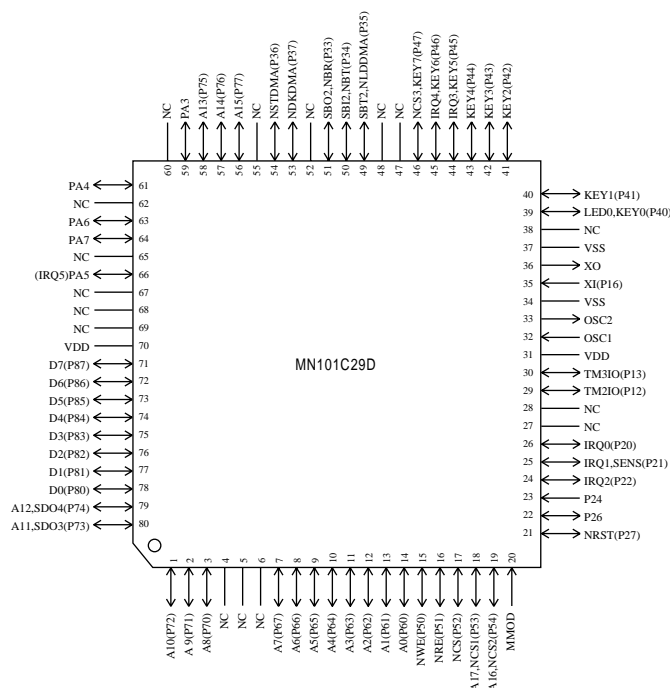 NC
PA3
A13(P75)
A14(P76)
A15(P77)
NC
NSTDMA(P36)
NDKDMA(P37)
NC
SBO2,NBR(P33)
SBI2,NBT(P34)
SBT2,NLDDMA(P35)
NC
NC
NCS3,KEY7(P47)
IRQ4,KEY6(P46)
IRQ3,KEY5(P45)
KEY4(P44)
KEY3(P43)
KEY2(P42)
60
59
58
57
56
55
54
53
52
51
50
49
48
47
46
45
44
43
42
41
PA4 61
NC 62
PA6 63
PA7 64
NC 65
(IRQ5)PA5 66
NC 67
NC 68
NC 69
VDD 70
D7(P87) 71
D6(P86) 72
D5(P85) 73
D4(P84) 74
D3(P83) 75
D2(P82) 76
D1(P81) 77
D0(P80) 78
A12,SDO4(P74) 79
A11,SDO3(P73) 80
MN101C29D
40 KEY1(P41)
39 LED0,KEY0(P40)
38 NC
37 VSS
36 XO
35 XI(P16)
34 VSS
33 OSC2
32 OSC1
31 VDD
30 TM3IO(P13)
29 TM2IO(P12)
28 NC
27 NC
26 IRQ0(P20)
25 IRQ1,SENS(P21)
24 IRQ2(P22)
23 P24
22 P26
21 NRST(P27)
1
2
3
4
5
6
7
8
9
10
11
12
13
14
15
16
17
18
19
20
A10(P72)
A 9(P71)
A8(P70)
NC
NC
NC
A7(P67)
A6(P66)
A5(P65)
A4(P64)
A3(P63)
A2(P62)
A1(P61)
A0(P60)
NWE(P50)
NRE(P51)
NCS(P52)
A17,NCS1(P53)
A16,NCS2(P54)
MMOD